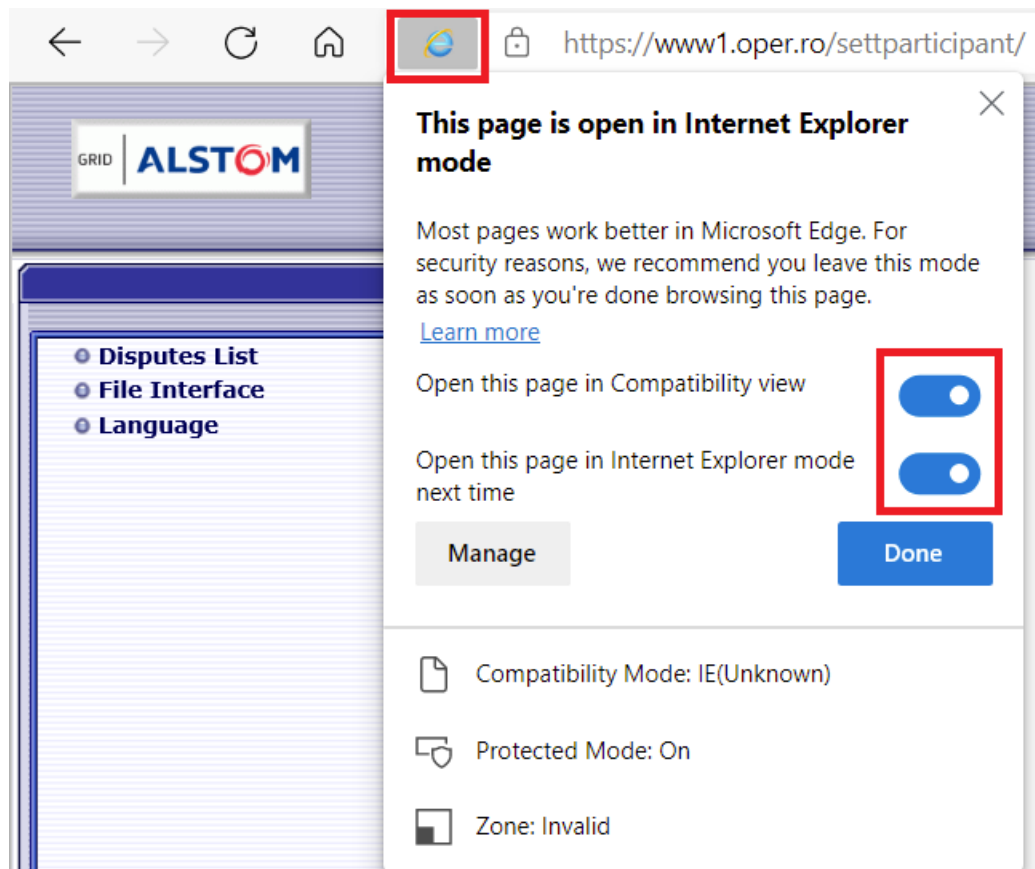 https://www1.oper.ro/settparticipant/
GRID ALSTOM
Disputes List
File Interface
Language
This page is open in Internet Explorer
mode
Most pages work better in Microsoft Edge. For
security reasons, we recommend you leave this mode
as soon as you're done browsing this page.
Learn more
Open this page in Compatibility view
Open this page in Internet Explorer mode
next time
Manage
Done
Compatibility Mode: IE(Unknown)
Protected Mode: On
Zone: Invalid